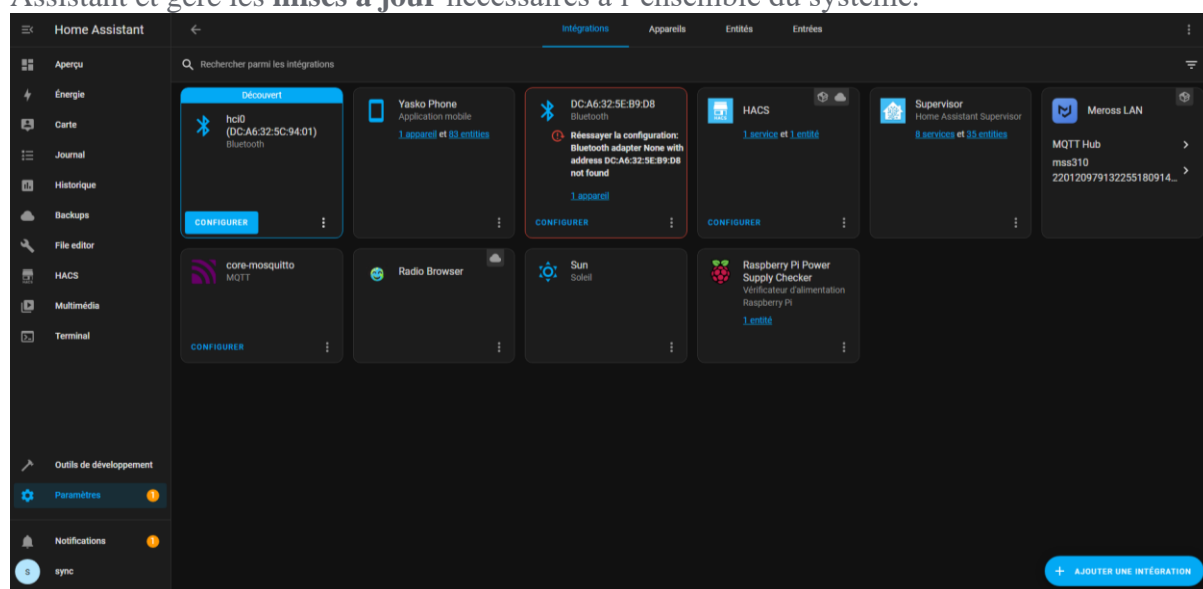 Assistant et gère les mises à jour nécessaires à l'ensemble du système.
Home Assistant
Intégrations
Appareils
Entités
Entrées
Aperçu
Énergie
Carte
Journal
Historique
Backups
File editor
HACS
Multimédia
Terminal
Outils de développement
Paramètres
1
Notifications
1
s
sync
Rechercher parmi les intégrations
Découvert
hci0
(DC:A6:32:5C:94:01)
Bluetooth
CONFIGURER
Yasko Phone
Application mobile
1 appareil et 83 entities
DC:A6:32:5E:B9:D8
Bluetooth
Réessayer la configuration:
Bluetooth adapter None with
address DC:A6:32:5E:B9:D8
not found
1 appareil
CONFIGURER
HACS
HACS
1 service et 1 entité
CONFIGURER
Supervisor
Home Assistant Supervisor
8 services et 35 entities
Meross LAN
MQTT Hub
mss310
220120979132255180914...
core-mosquitto
MQTT
CONFIGURER
Radio Browser
Sun
Soleil
Raspberry Pi Power
Supply Checker
Vérificateur d'alimentation
Raspberry Pi
1 entité
+ AJOUTER UNE INTÉGRATION